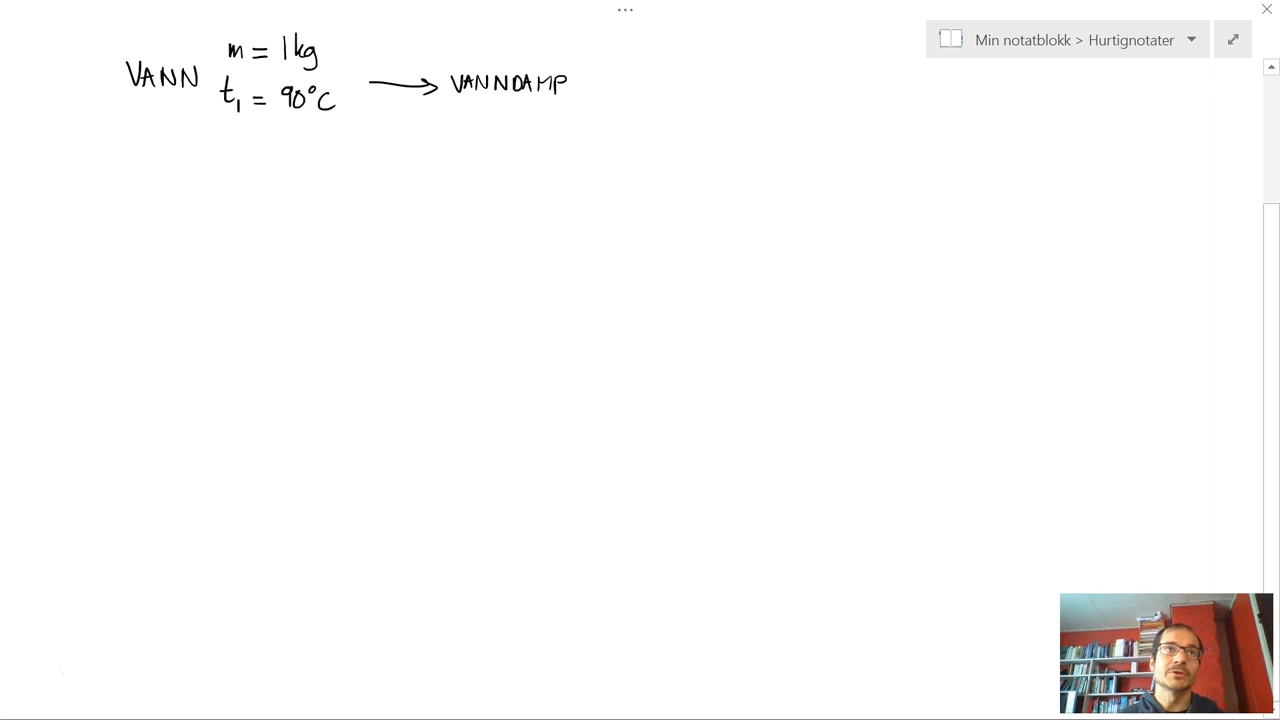 Min notatblokk > Hurtignotater
VANN m = 1kg
t₁ = 90°C → VANNDAMP